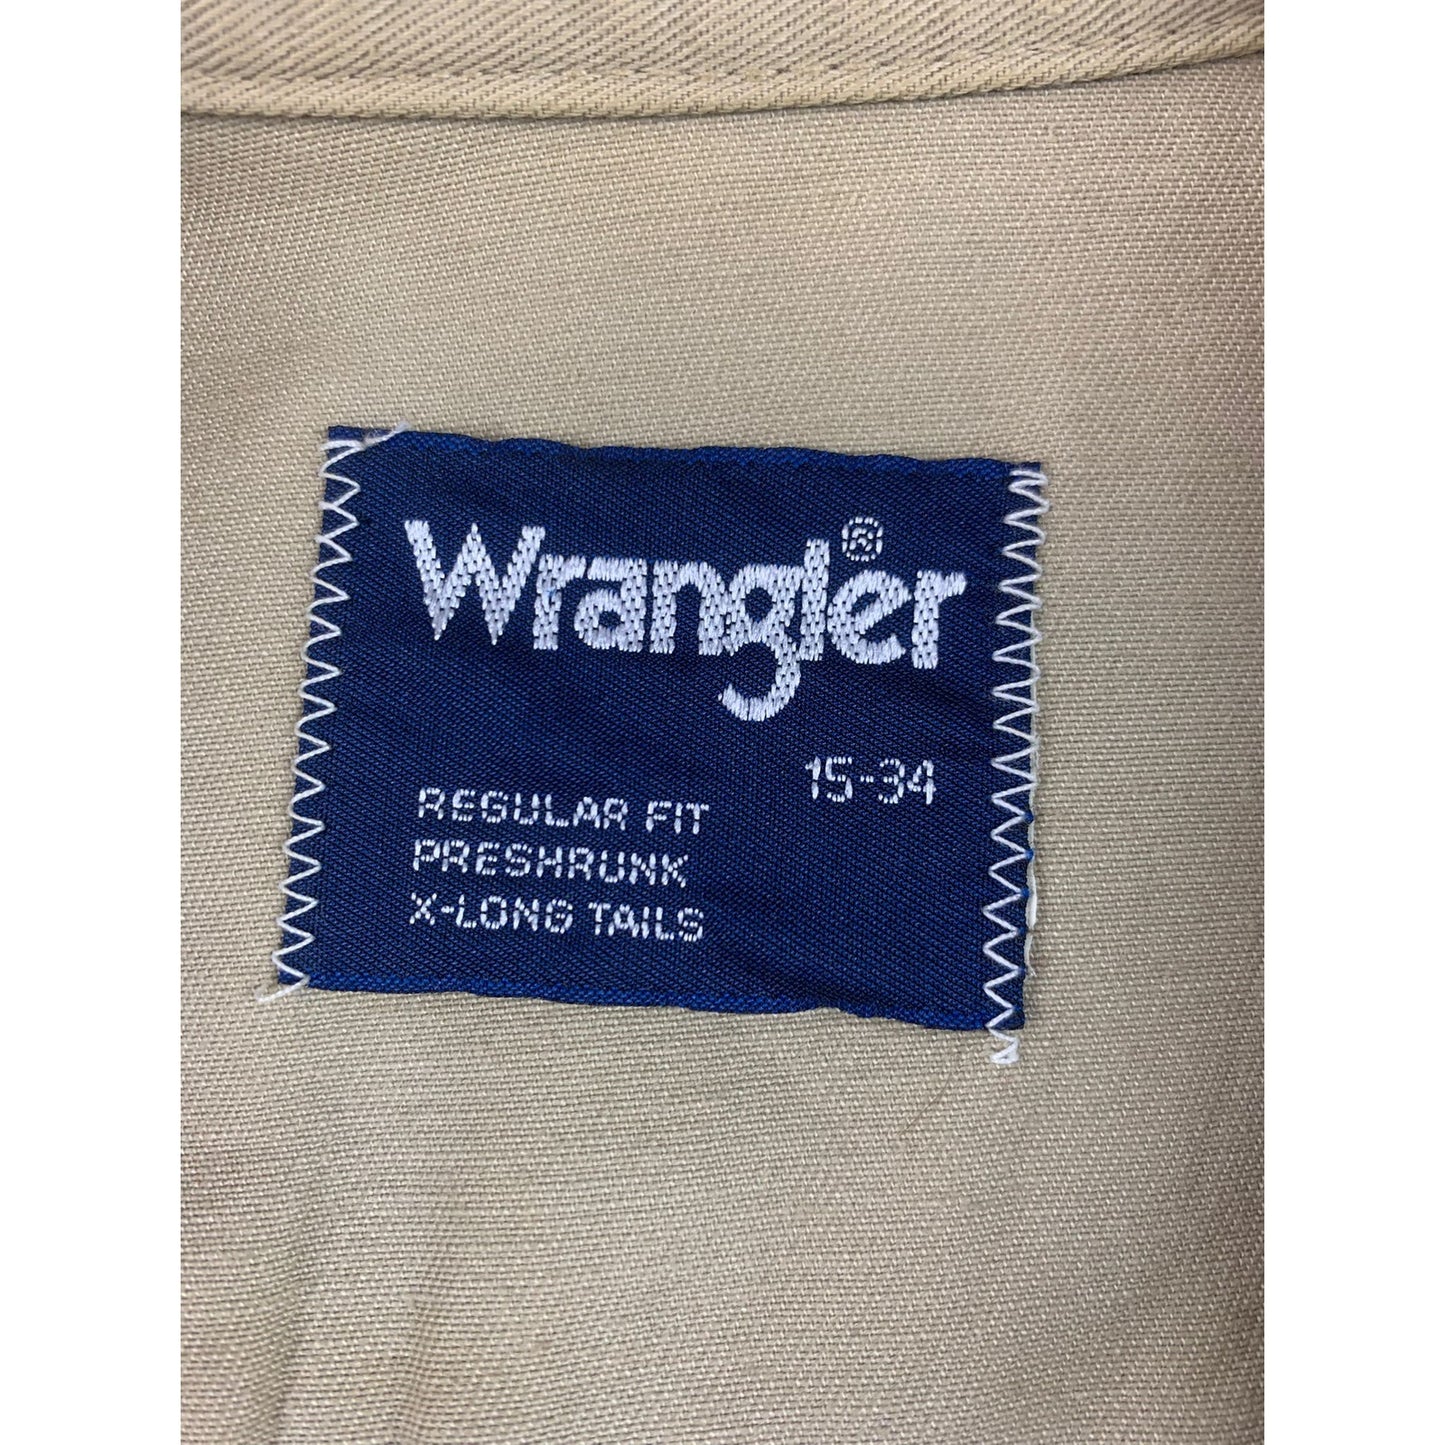 Wrangler®
15-34
REGULAR FIT
PRESHRUNK
X-LONG TAILS